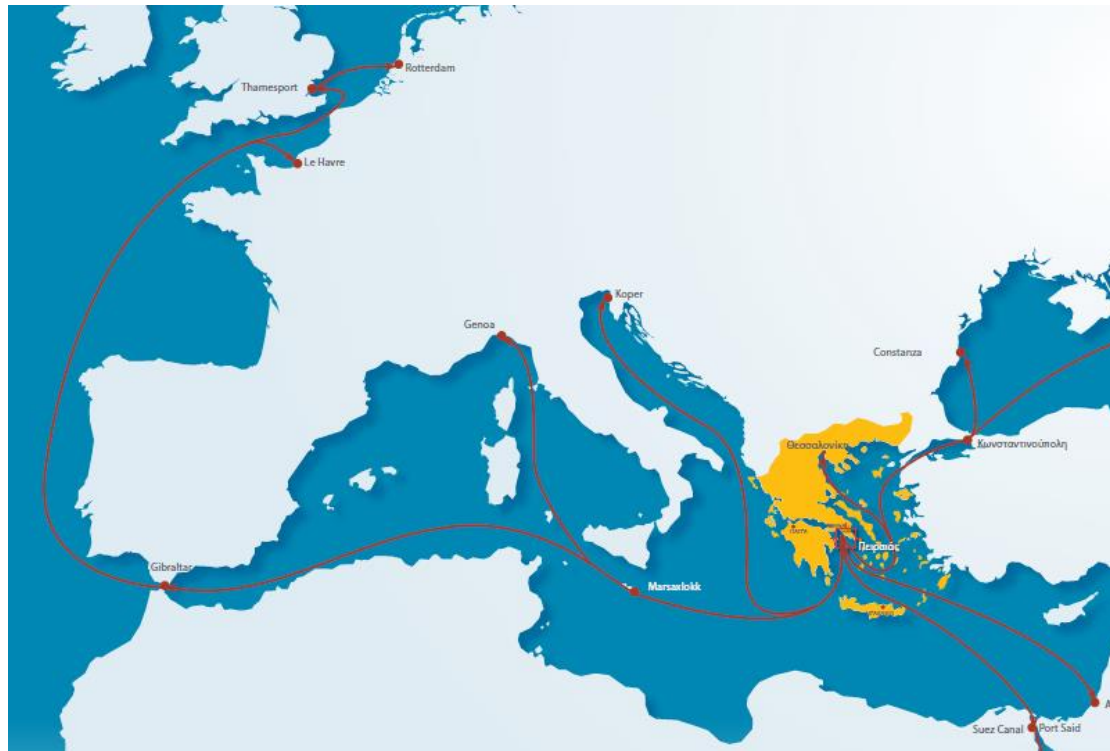 Rotterdam
Thamesport
Le Havre
Koper
Genoa
Constanza
Κωνσταντινούπολη
Θεσσαλονίκη
Πειραιάς
Gibraltar
Marsaxlokk
A
Suez Canal
Port Said